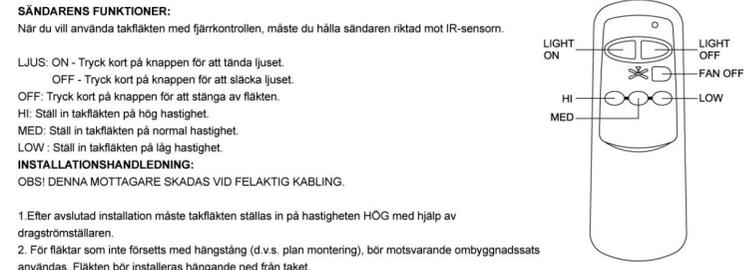 SÄNDARENS FUNKTIONER:
När du vill använda takfläkten med fjärrkontrollen, måste du hålla sändaren riktad mot IR-sensorn.
LJUS: ON - Tryck kort på knappen för att tända ljuset.
OFF - Tryck kort på knappen för att släcka ljuset.
OFF: Tryck kort på knappen för att stänga av fläkten.
HI: Ställ in takfläkten på hög hastighet.
MED: Ställ in takfläkten på normal hastighet.
LOW : Ställ in takfläkten på låg hastighet.
INSTALLATIONSHANDLEDNING:
OBS! DENNA MOTTAGARE SKADAS VID FELAKTIG KABLING.
1.Efter avslutad installation måste takfläkten ställas in på hastigheten HÖG med hjälp av
dragströmställaren.
2. För fläktar som inte försetts med hängstång (d.v.s. plan montering), bör motsvarande ombyggnadssats
användas. Fläkten bör installeras hängande ned från taket.
LIGHT
ON
LIGHT
OFF
FAN OFF
HI
LOW
MED